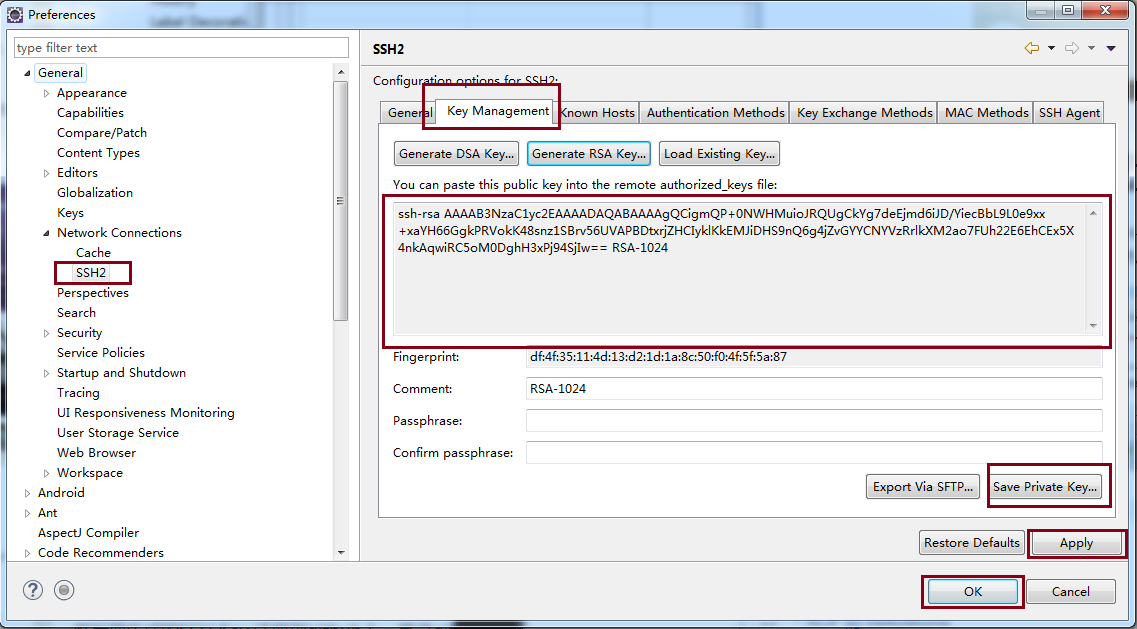 Preferences
type filter text
General
Appearance
Capabilities
Compare/Patch
Content Types
Editors
Globalization
Keys
Network Connections
Cache
SSH2
Perspectives
Search
Security
Service Policies
Startup and Shutdown
Tracing
UI Responsiveness Monitoring
User Storage Service
Web Browser
Workspace
Android
Ant
AspectJ Compiler
Code Recommenders
SSH2
Configuration options for SSH2:
General Key Management Known Hosts Authentication Methods Key Exchange Methods MAC Methods SSH Agent
Generate DSA Key... Generate RSA Key... Load Existing Key...
You can paste this public key into the remote authorized_keys file:
ssh-rsa AAAAB3NzaC1yc2EAAAADAQABAAAAgQCigmQP+0NWHMuioJRQUgCkYg7deEjmd6iJD/YiecBbL9L0e9xx
+xaYH66GgkPRVokK48snz1SBrv56UVAPBDtxrjZHCIyklKkEMJiDHS9nQ6g4jZvGYYCNYVzRrlkXM2ao7FUh22E6EhCEx5X
4nkAqwiRC5oM0DghH3xPj94SjIw== RSA-1024
Fingerprint: df:4f:35:11:4d:13:d2:1d:1a:8c:50:f0:4f:5f:5a:87
Comment: RSA-1024
Passphrase:
Confirm passphrase:
Export Via SFTP... Save Private Key...
Restore Defaults Apply
OK Cancel